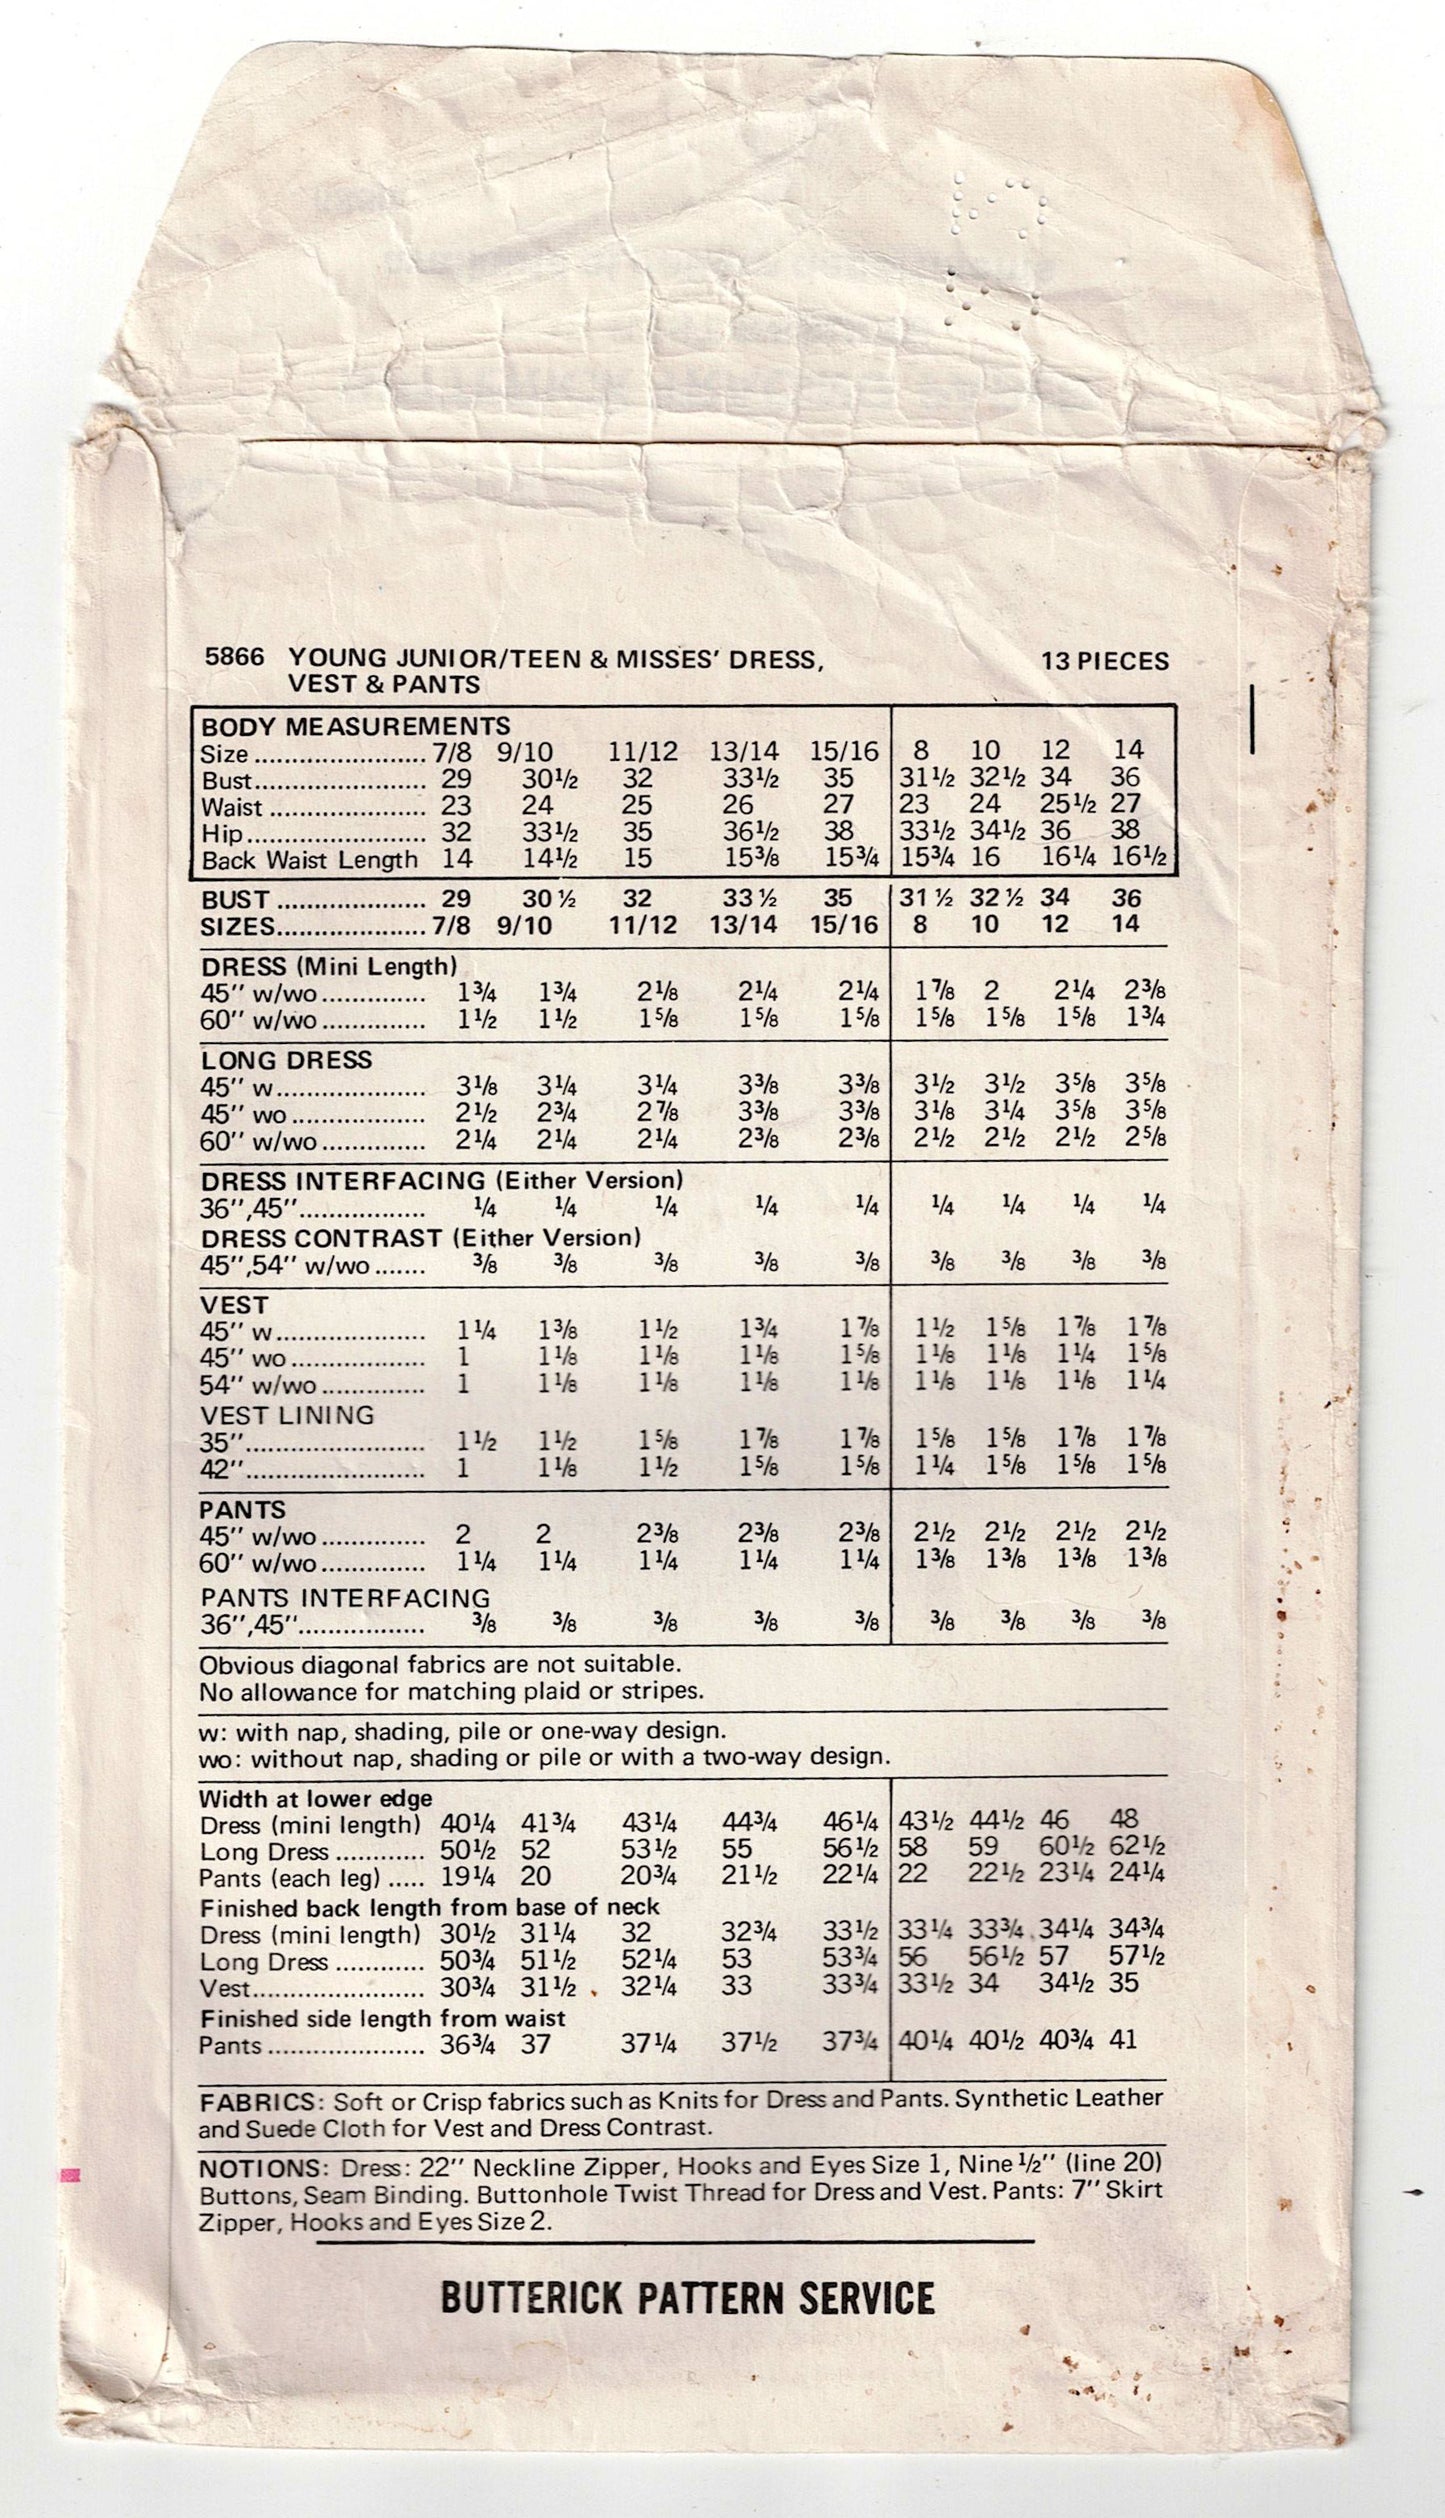 5866 YOUNG JUNIOR/TEEN & MISSES' DRESS, 13 PIECES
VEST & PANTS
BODY MEASUREMENTS
Size ........................ 7/8 9/10 11/12 13/14 15/16 8 10 12 14
Bust........................ 29 30½ 32 33½ 35 31½ 32½ 34 36
Waist ...................... 23 24 25 26 27 23 24 25½ 27
Hip......................... 32 33½ 35 36½ 38 33½ 34½ 36 38
Back Waist Length 14 14½ 15 15⅜ 15¾ 15¾ 16 16¼ 16½
BUST ..................... 29 30 ½ 32 33 ½ 35 31 ½ 32 ½ 34 36
SIZES..................... 7/8 9/10 11/12 13/14 15/16 8 10 12 14
DRESS (Mini Length)
45″ w/wo.............. 1¾ 1¾ 2⅛ 2¼ 2¼ 1⅞ 2 2¼ 2⅜
60″ w/wo.............. 1½ 1½ 1⅝ 1⅝ 1⅝ 1⅝ 1⅝ 1⅝ 1¾
LONG DRESS
45″ w..................... 3⅛ 3¼ 3¼ 3⅜ 3⅜ 3½ 3½ 3⅝ 3⅝
45″ wo .................. 2½ 2¾ 2⅞ 3⅜ 3⅜ 3⅛ 3¼ 3⅝ 3⅝
60″ w/wo.............. 2¼ 2¼ 2¼ 2⅜ 2⅜ 2½ 2½ 2½ 2⅝
DRESS INTERFACING (Either Version)
36″,45″................. ¼ ¼ ¼ ¼ ¼ ¼ ¼ ¼ ¼
DRESS CONTRAST (Either Version)
45″,54″ w/wo ....... ⅜ ⅜ ⅜ ⅜ ⅜ ⅜ ⅜ ⅜ ⅜
VEST
45″ w..................... 1¼ 1⅜ 1½ 1¾ 1⅞ 1½ 1⅝ 1⅞ 1⅞
45″ wo .................. 1 1⅛ 1⅛ 1⅛ 1⅝ 1⅛ 1⅛ 1¼ 1⅝
54″ w/wo.............. 1 1⅛ 1⅛ 1⅛ 1⅛ 1⅛ 1⅛ 1⅛ 1¼
VEST LINING
35″......................... 1½ 1½ 1⅝ 1⅞ 1⅞ 1⅝ 1⅝ 1⅞ 1⅞
42″......................... 1 1⅛ 1½ 1⅝ 1⅝ 1¼ 1⅝ 1⅝ 1⅝
PANTS
45″ w/wo.............. 2 2 2⅜ 2⅜ 2⅜ 2½ 2½ 2½ 2½
60″ w/wo.............. 1¼ 1¼ 1¼ 1¼ 1¼ 1⅜ 1⅜ 1⅜ 1⅜
PANTS INTERFACING
36″,45″................. ⅜ ⅜ ⅜ ⅜ ⅜ ⅜ ⅜ ⅜ ⅜
Obvious diagonal fabrics are not suitable.
No allowance for matching plaid or stripes.
w: with nap, shading, pile or one-way design.
wo: without nap, shading or pile or with a two-way design.
Width at lower edge
Dress (mini length) 40¼ 41¾ 43¼ 44¾ 46¼ 43½ 44½ 46 48
Long Dress ............ 50½ 52 53½ 55 56½ 58 59 60½ 62½
Pants (each leg) ..... 19¼ 20 20¾ 21½ 22¼ 22 22½ 23¼ 24¼
Finished back length from base of neck
Dress (mini length) 30½ 31¼ 32 32¾ 33½ 33¼ 33¾ 34¼ 34¾
Long Dress ............ 50¾ 51½ 52¼ 53 53¾ 56 56½ 57 57½
Vest........................ 30¾ 31½ 32¼ 33 33¾ 33½ 34 34½ 35
Finished side length from waist
Pants ...................... 36¾ 37 37¼ 37½ 37¾ 40¼ 40½ 40¾ 41
FABRICS: Soft or Crisp fabrics such as Knits for Dress and Pants. Synthetic Leather
and Suede Cloth for Vest and Dress Contrast.
NOTIONS: Dress: 22″ Neckline Zipper, Hooks and Eyes Size 1, Nine ½″ (line 20)
Buttons, Seam Binding. Buttonhole Twist Thread for Dress and Vest. Pants: 7″ Skirt
Zipper, Hooks and Eyes Size 2.
BUTTERICK PATTERN SERVICE